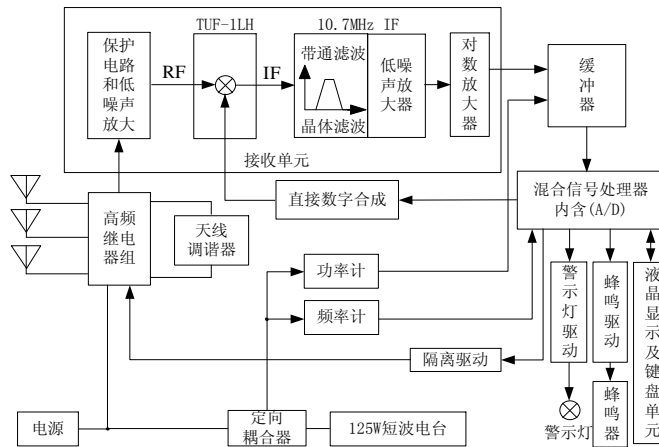 TUF-1LH
10.7MHz IF
保护
电路
和低
噪声
放大
RF
IF
带通滤波
晶体滤波
低
噪
声
放
大
器
对
数
放
大
器
缓
冲
器
接收单元
高频
继电
器组
天线
调谐器
直接数字合成
混合信号处理器
内含(A/D)
功率计
频率计
隔离驱动
警
示
灯
驱
动
蜂
鸣
驱
动
液
晶
显
示
及
键
盘
单
元
警示灯
蜂
鸣
器
电源
定向
耦合器
125W短波电台